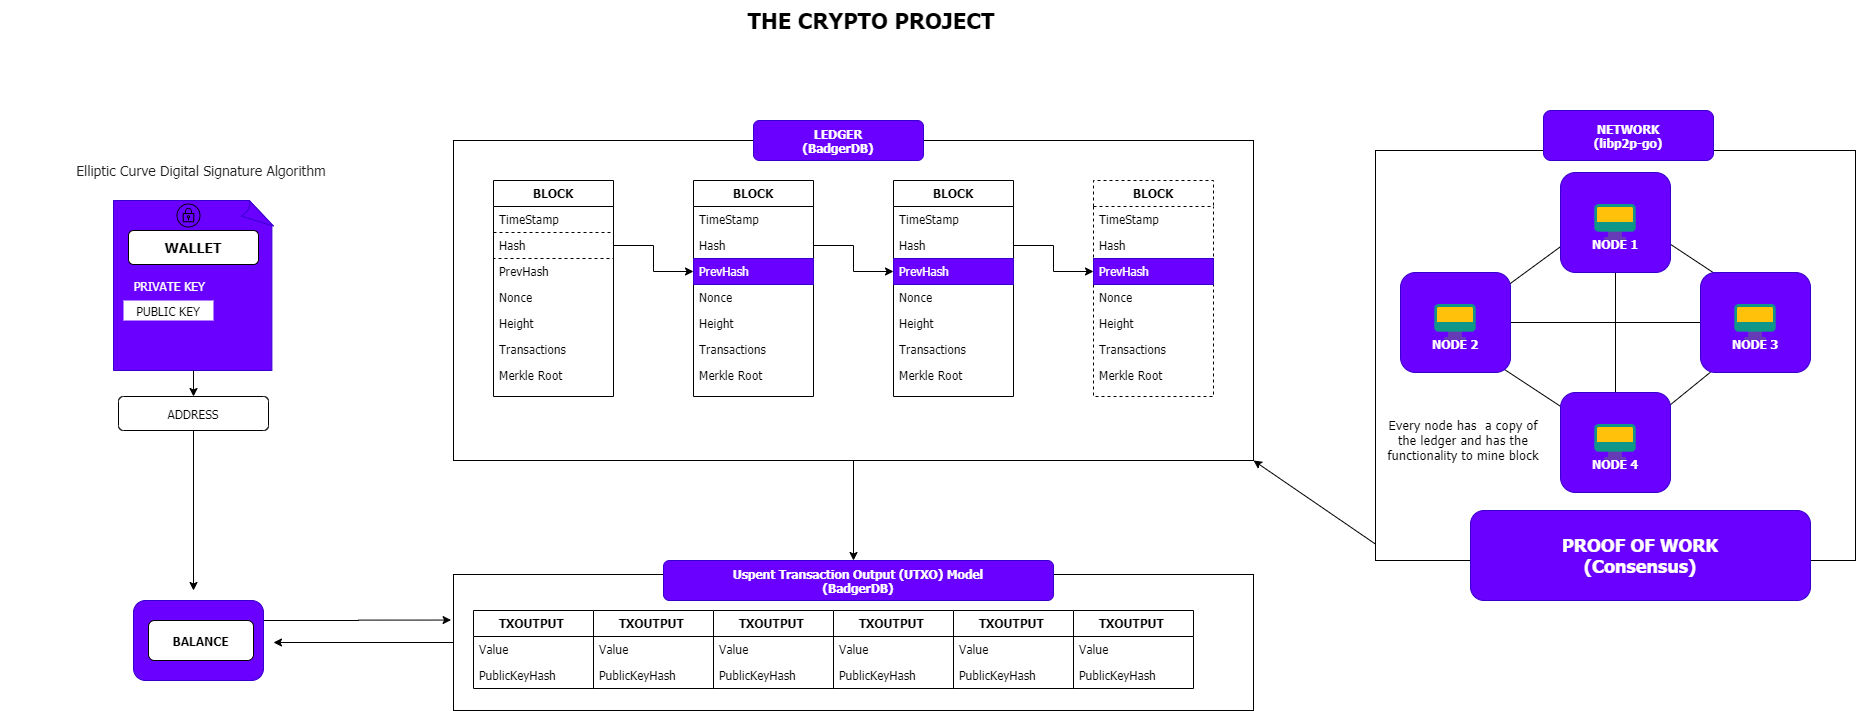 THE CRYPTO PROJECT
Elliptic Curve Digital Signature Algorithm
WALLET
PRIVATE KEY
PUBLIC KEY
ADDRESS
BALANCE
LEDGER
(BadgerDB)
BLOCK
TimeStamp
Hash
PrevHash
Nonce
Height
Transactions
Merkle Root
BLOCK
TimeStamp
Hash
PrevHash
Nonce
Height
Transactions
Merkle Root
BLOCK
TimeStamp
Hash
PrevHash
Nonce
Height
Transactions
Merkle Root
BLOCK
TimeStamp
Hash
PrevHash
Nonce
Height
Transactions
Merkle Root
Uspent Transaction Output (UTXO) Model
(BadgerDB)
TXOUTPUT
Value
PublicKeyHash
TXOUTPUT
Value
PublicKeyHash
TXOUTPUT
Value
PublicKeyHash
TXOUTPUT
Value
PublicKeyHash
TXOUTPUT
Value
PublicKeyHash
TXOUTPUT
Value
PublicKeyHash
NETWORK
(libp2p-go)
NODE 1
NODE 2
NODE 3
NODE 4
Every node has  a copy of
the ledger and has the
functionality to mine block
PROOF OF WORK
(Consensus)